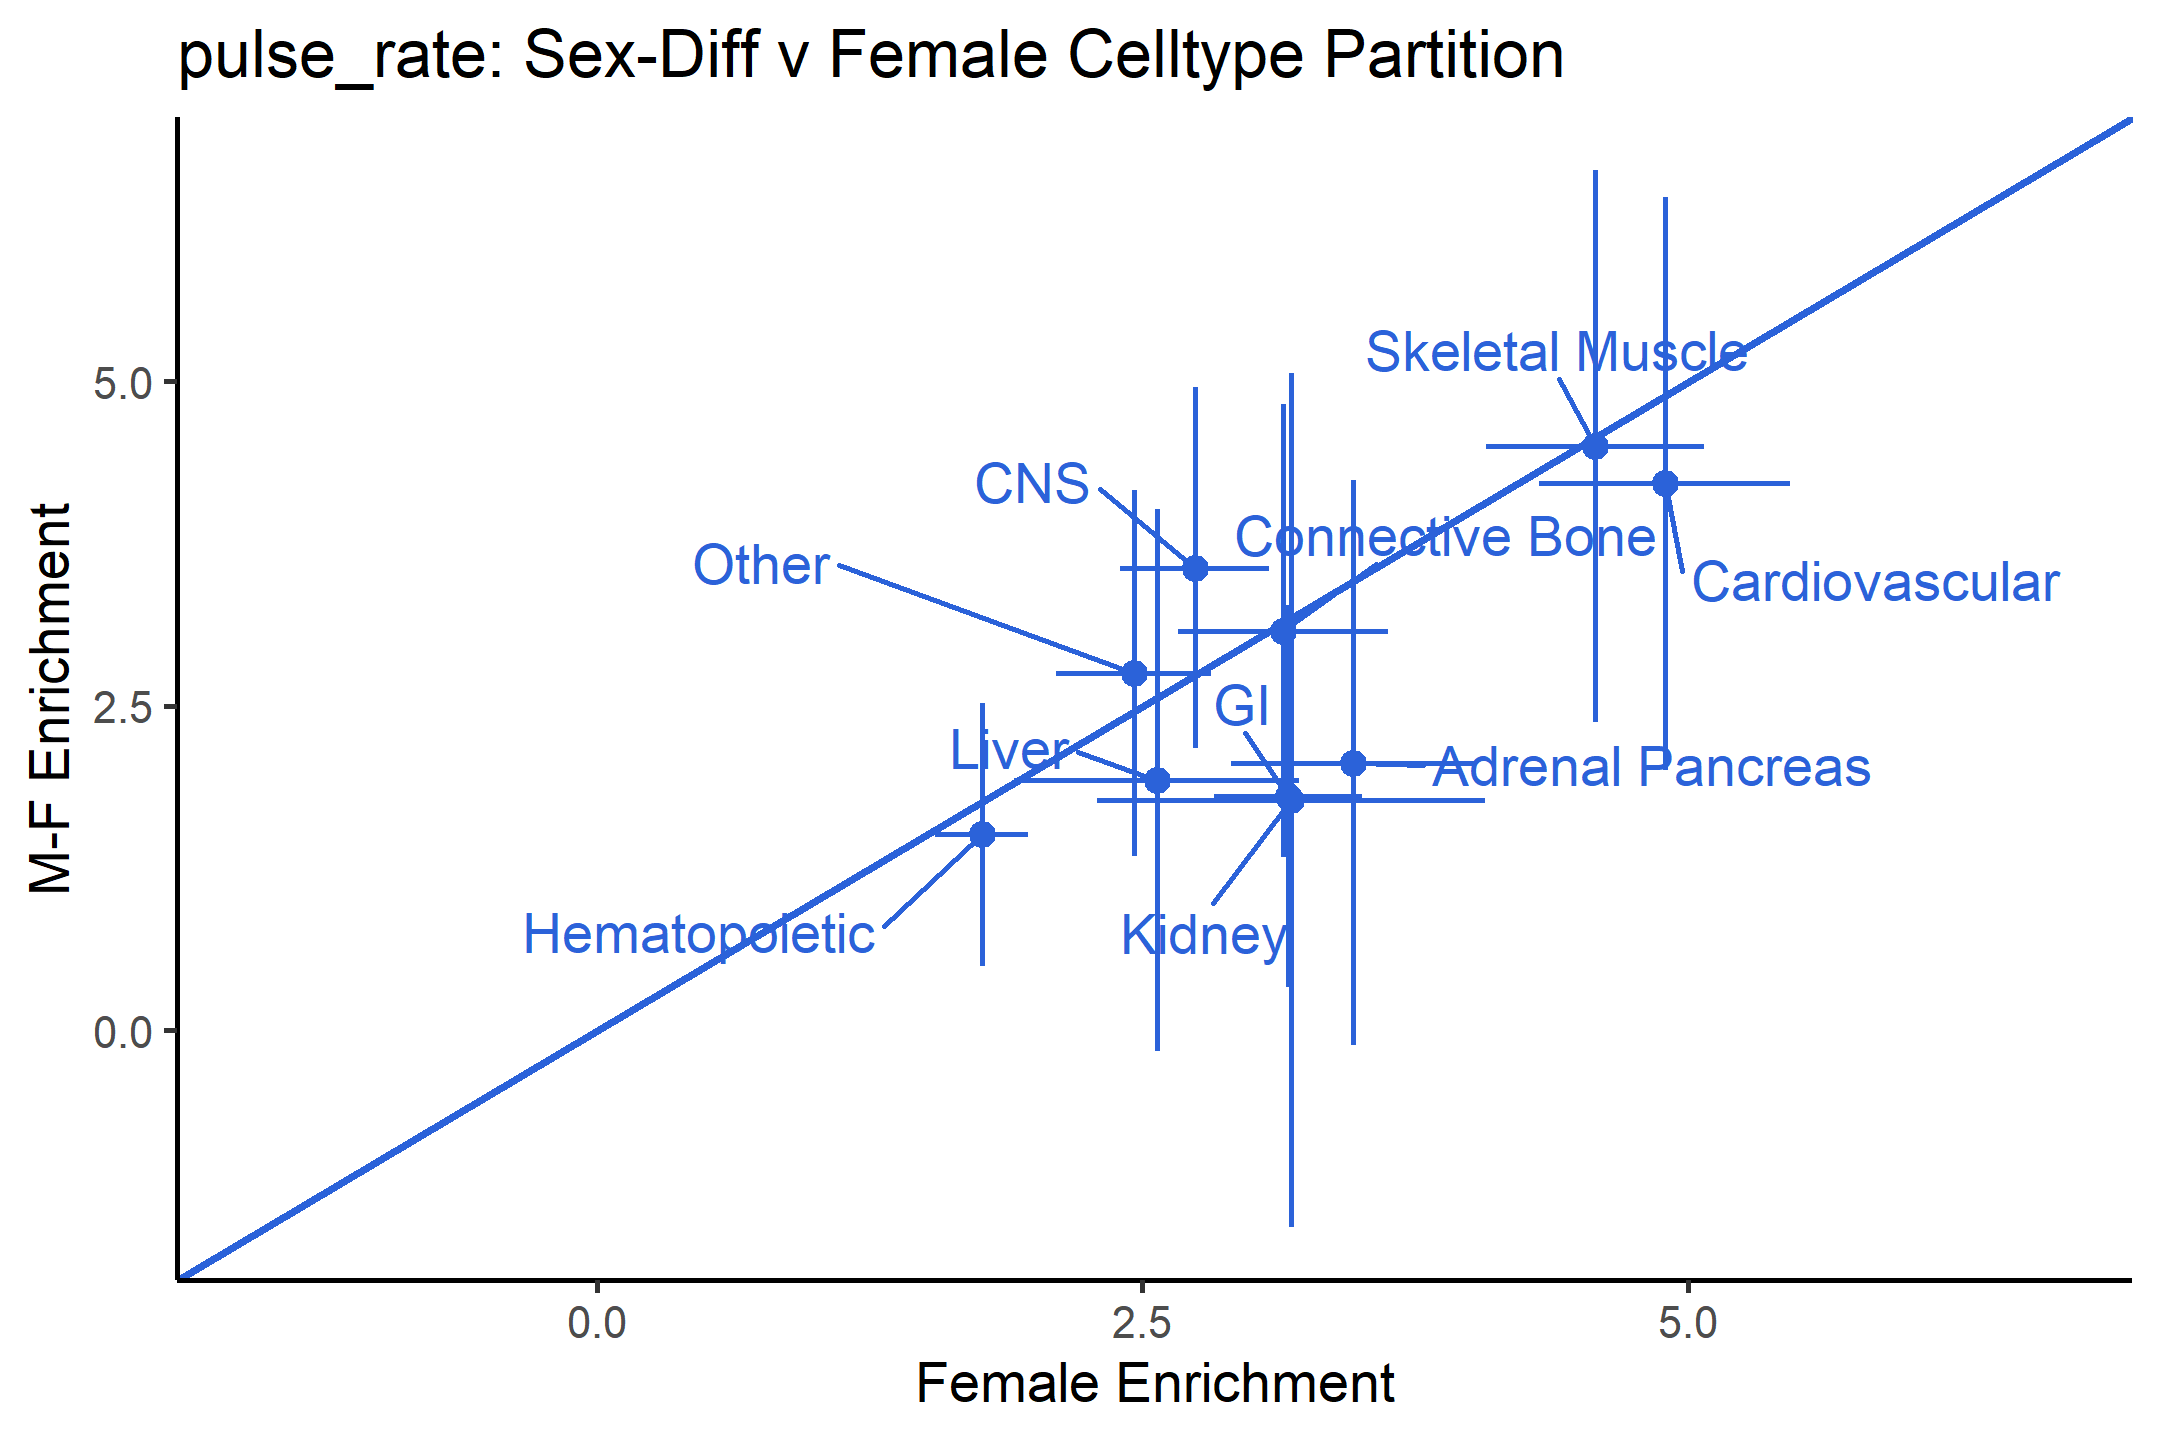 pulse_rate: Sex-Diff v Female Celltype Partition
M-F Enrichment
5.0
2.5
0.0
Skeletal Muscle
CNS
Connective Bone
Other
Cardiovascular
GI
Liver
Adrenal Pancreas
Hematopoietic
Kidney
0.0
2.5
5.0
Female Enrichment